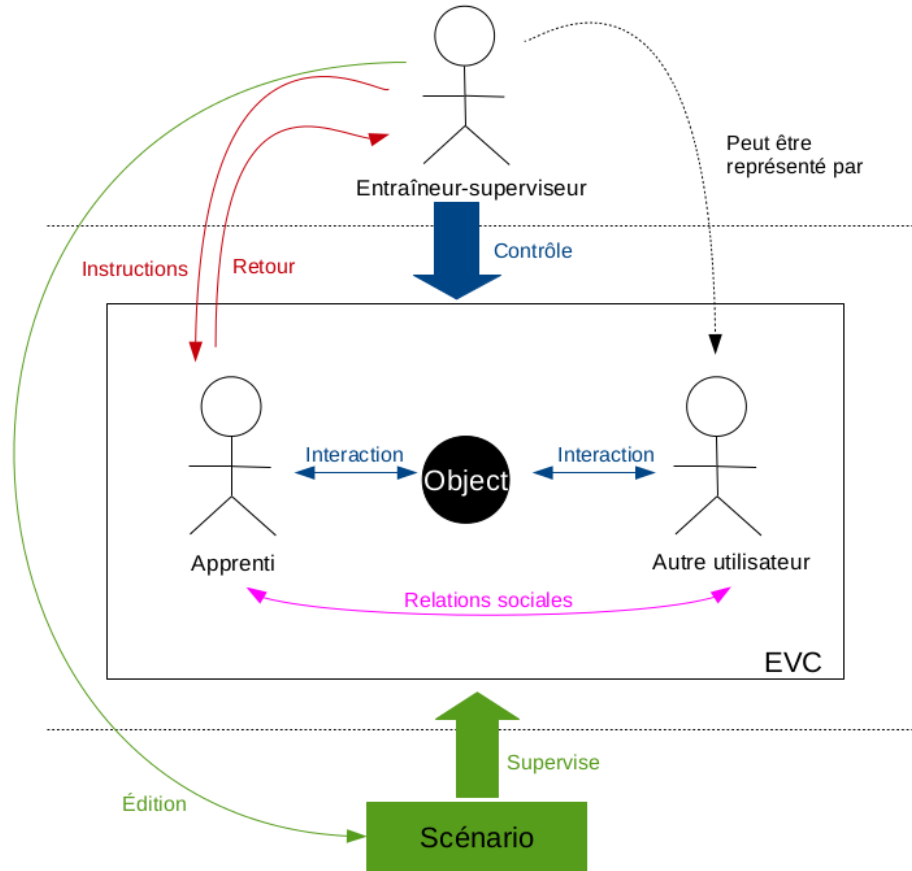 Peut être
représenté par
Entraîneur-superviseur
Contrôle
Instructions
Retour
Interaction
Interaction
Object
Apprenti
Autre utilisateur
Relations sociales
EVC
Supervise
Édition
Scénario